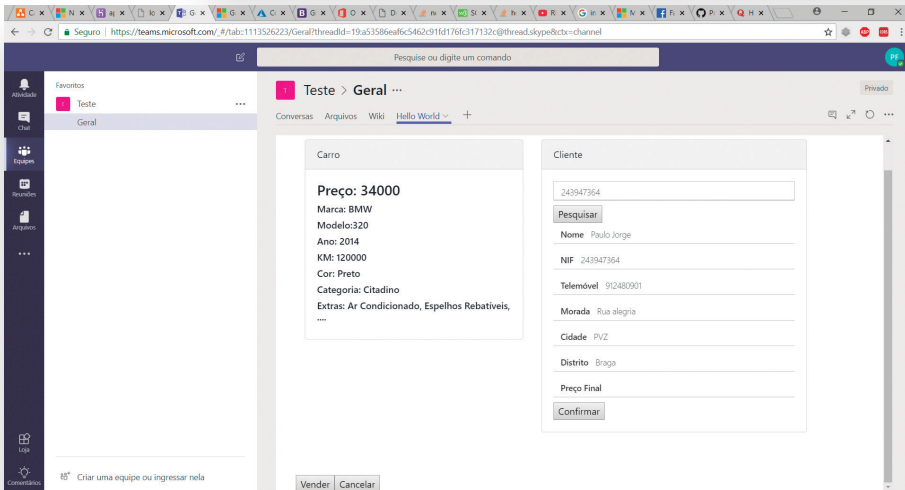 Seguro | https://teams.microsoft.com/_#/tab::1113526223/Geral?threadId=19:a53586eaf6c5462c91fd176fc317132c@thread.skype&ctx=channel
Pesquise ou digite um comando
PE
Atividade
Chat
Equipes
Reuniões
Arquivos
Loja
Comentários
Favoritos
T Teste
Geral
Criar uma equipe ou ingressar nela
T Teste > Geral
Privado
Conversas Arquivos Wiki Hello World
Carro
Preço: 34000
Marca: BMW
Modelo:320
Ano: 2014
KM: 120000
Cor: Preto
Categoria: Citadino
Extras: Ar Condicionado, Espelhos Rebatíveis,
....
Cliente
243947364
Pesquisar
Nome Paulo Jorge
NIF 243947364
Telemóvel 912480901
Morada Rua alegria
Cidade PVZ
Distrito Braga
Preço Final
Confirmar
Vender Cancelar